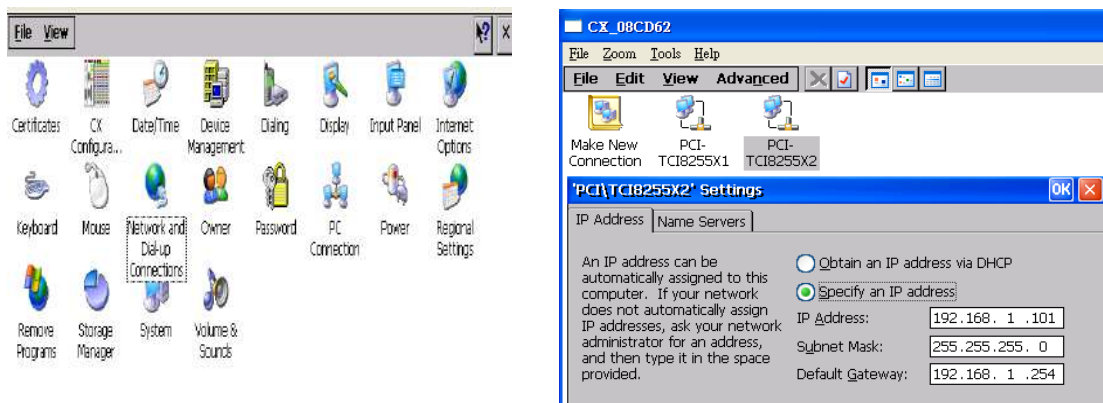 File View
Certificates
CX Configura...
Date/Time
Device Management
Dialing
Display
Input Panel
Internet Options
Keyboard
Mouse
Network and Dial-up Connections
Owner
Password
PC Connection
Power
Regional Settings
Remove Programs
Storage Manager
System
Volume & Sounds
CX_08CD62
File Zoom Tools Help
File Edit View Advanced
Make New Connection
PCI-TCI8255X1
PCI-TCI8255X2
'PCI\TCI8255X2' Settings OK
IP Address Name Servers
An IP address can be
automatically assigned to this
computer. If your network
does not automatically assign
IP addresses, ask your network
administrator for an address,
and then type it in the space
provided.
Obtain an IP address via DHCP
Specify an IP address
IP Address: 192.168. 1 .101
Subnet Mask: 255.255.255. 0
Default Gateway: 192.168. 1 .254